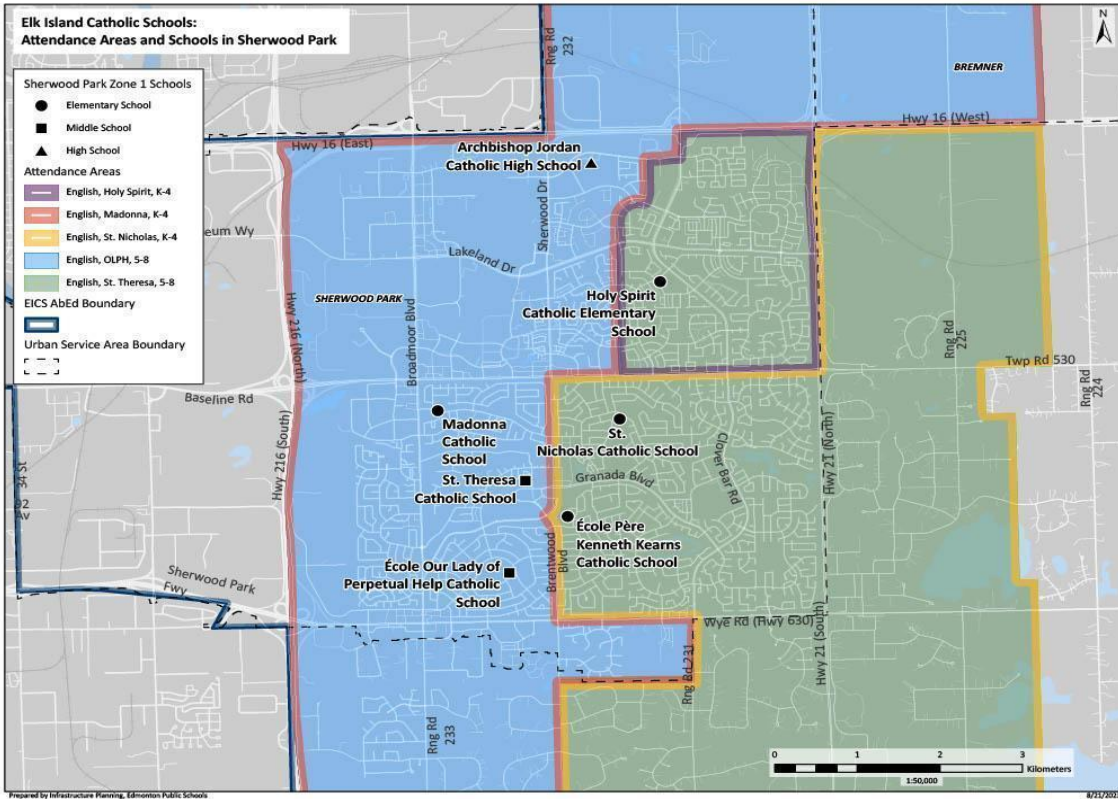 Elk Island Catholic Schools:
Attendance Areas and Schools in Sherwood Park
Sherwood Park Zone 1 Schools
Elementary School
Middle School
High School
Attendance Areas
English, Holy Spirit, K-4
English, Madonna, K-4
English, St. Nicholas, K-4
English, OLPH, 5-8
English, St. Theresa, 5-8
EICS AbEd Boundary
Urban Service Area Boundary
N
Rng Rd
232
BREMNER
Hwy 16 (West)
Hwy 16 (East)
Archbishop Jordan
Catholic High School
Sherwood Dr
eum Wy
Lakeland Dr
SHERWOOD PARK
Hwy 216 (North)
Broadmoor Blvd
Holy Spirit
Catholic Elementary
School
Rng Rd
225
Twp Rd 530
Rng Rd
224
Baseline Rd
Madonna
Catholic
School
St.
Nicholas Catholic School
Hwy 216 (South)
St. Theresa
Catholic School
Granada Blvd
Clover Bar Rd
Hwy 21 (North)
34 St
92
Av
École Père
Kenneth Kearns
Catholic School
Brentwood
Blvd
École Our Lady of
Perpetual Help Catholic
School
Sherwood Park
Fwy
Wye Rd (Hwy 630)
Hwy 21 (South)
Rng Rd 231
Rng Rd
233
0 1 2 3
Kilometers
1:50,000
Prepared by Infrastructure Planning, Edmonton Public Schools